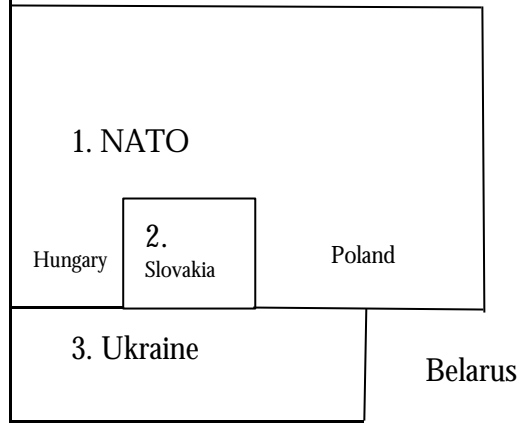 1. NATO
2.
Hungary
Slovakia
Poland
3. Ukraine
Belarus